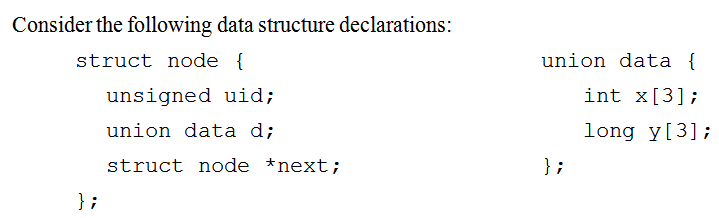 Consider the following data structure declarations:
struct node {
unsigned uid;
union data d;
struct node *next;
};
union data {
int x[3];
long y[3];
};